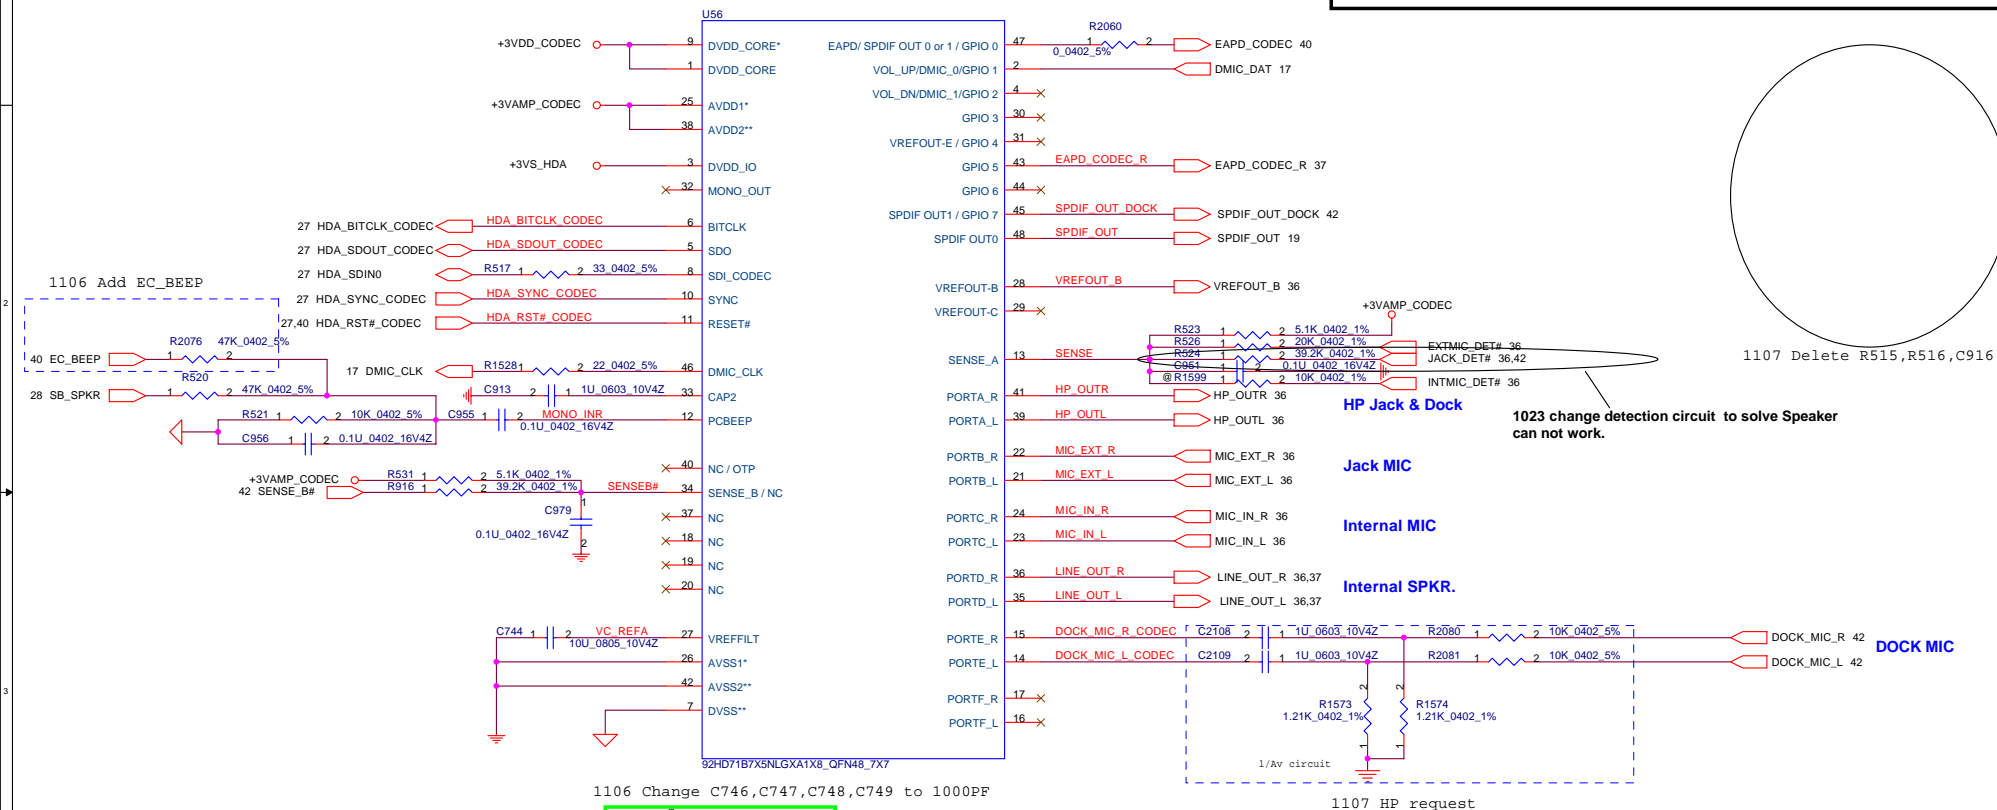 U56
+3VDD_CODEC
9 DVDD_CORE*
1 DVDD_CORE
+3VAMP_CODEC
25 AVDD1*
38 AVDD2**
+3VS_HDA
3 DVDD_IO
32 MONO_OUT
27 HDA_BITCLK_CODEC HDA_BITCLK_CODEC 6 BITCLK
27 HDA_SDOUT_CODEC HDA_SDOUT_CODEC 5 SDO
27 HDA_SDIN0 R517 1 2 33_0402_5% 8 SDI_CODEC
27 HDA_SYNC_CODEC HDA_SYNC_CODEC 10 SYNC
27,40 HDA_RST#_CODEC HDA_RST#_CODEC 11 RESET#
1106 Add EC_BEEP
R2076 47K_0402_5%
40 EC_BEEP 1 2
R520
28 SB_SPKR 1 2 47K_0402_5%
17 DMIC_CLK R1528 1 2 22_0402_5% 46 DMIC_CLK
C913 2 1 1U_0603_10V4Z 33 CAP2
R521 1 2 10K_0402_5% C955 1 2 MONO_INR 12 PCBEEP
0.1U_0402_16V4Z
C956 1 2 0.1U_0402_16V4Z
40 NC / OTP
+3VAMP_CODEC R531 1 2 5.1K_0402_1%
42 SENSE_B# R916 1 2 39.2K_0402_1% SENSEB# 34 SENSE_B / NC
C979 1 2
0.1U_0402_16V4Z
37 NC
18 NC
19 NC
20 NC
C744 1 2 VC_REFA 27 VREFFILT
10U_0805_10V4Z
26 AVSS1*
42 AVSS2**
7 DVSS**
92HD71B7X5NLGXA1X8_QFN48_7X7
1106 Change C746,C747,C748,C749 to 1000PF
R2060
EAPD/ SPDIF OUT 0 or 1 / GPIO 0 47 1 2 EAPD_CODEC 40
0_0402_5%
VOL_UP/DMIC_0/GPIO 1 2 DMIC_DAT 17
VOL_DN/DMIC_1/GPIO 2 4
GPIO 3 30
VREFOUT-E / GPIO 4 31
GPIO 5 43 EAPD_CODEC_R EAPD_CODEC_R 37
GPIO 6 44
SPDIF OUT1 / GPIO 7 45 SPDIF_OUT_DOCK SPDIF_OUT_DOCK 42
SPDIF OUT0 48 SPDIF_OUT SPDIF_OUT 19
VREFOUT-B 28 VREFOUT_B VREFOUT_B 36
VREFOUT-C 29
+3VAMP_CODEC
R523 1 2 5.1K_0402_1%
R526 1 2 20K_0402_1% EXTMIC_DET# 36
SENSE_A 13 SENSE R524 1 2 39.2K_0402_1% JACK_DET# 36,42
C951 1 2 0.1U_0402_16V4Z
@ R1599 1 2 10K_0402_1% INTMIC_DET# 36
PORTA_R 41 HP_OUTR HP_OUTR 36
HP Jack & Dock
PORTA_L 39 HP_OUTL HP_OUTL 36
1023 change detection circuit to solve Speaker
can not work.
1107 Delete R515,R516,C916
PORTB_R 22 MIC_EXT_R MIC_EXT_R 36
Jack MIC
PORTB_L 21 MIC_EXT_L MIC_EXT_L 36
PORTC_R 24 MIC_IN_R MIC_IN_R 36
Internal MIC
PORTC_L 23 MIC_IN_L MIC_IN_L 36
PORTD_R 36 LINE_OUT_R LINE_OUT_R 36,37
Internal SPKR.
PORTD_L 35 LINE_OUT_L LINE_OUT_L 36,37
PORTE_R 15 DOCK_MIC_R_CODEC C2108 2 1 1U_0603_10V4Z R2080 1 2 10K_0402_5% DOCK_MIC_R 42
DOCK MIC
PORTE_L 14 DOCK_MIC_L_CODEC C2109 2 1 1U_0603_10V4Z R2081 1 2 10K_0402_5% DOCK_MIC_L 42
PORTF_R 17
PORTF_L 16
2 2
R1573 R1574
1.21K_0402_1% 1.21K_0402_1%
1 1
1/Av circuit
1107 HP request
2
3